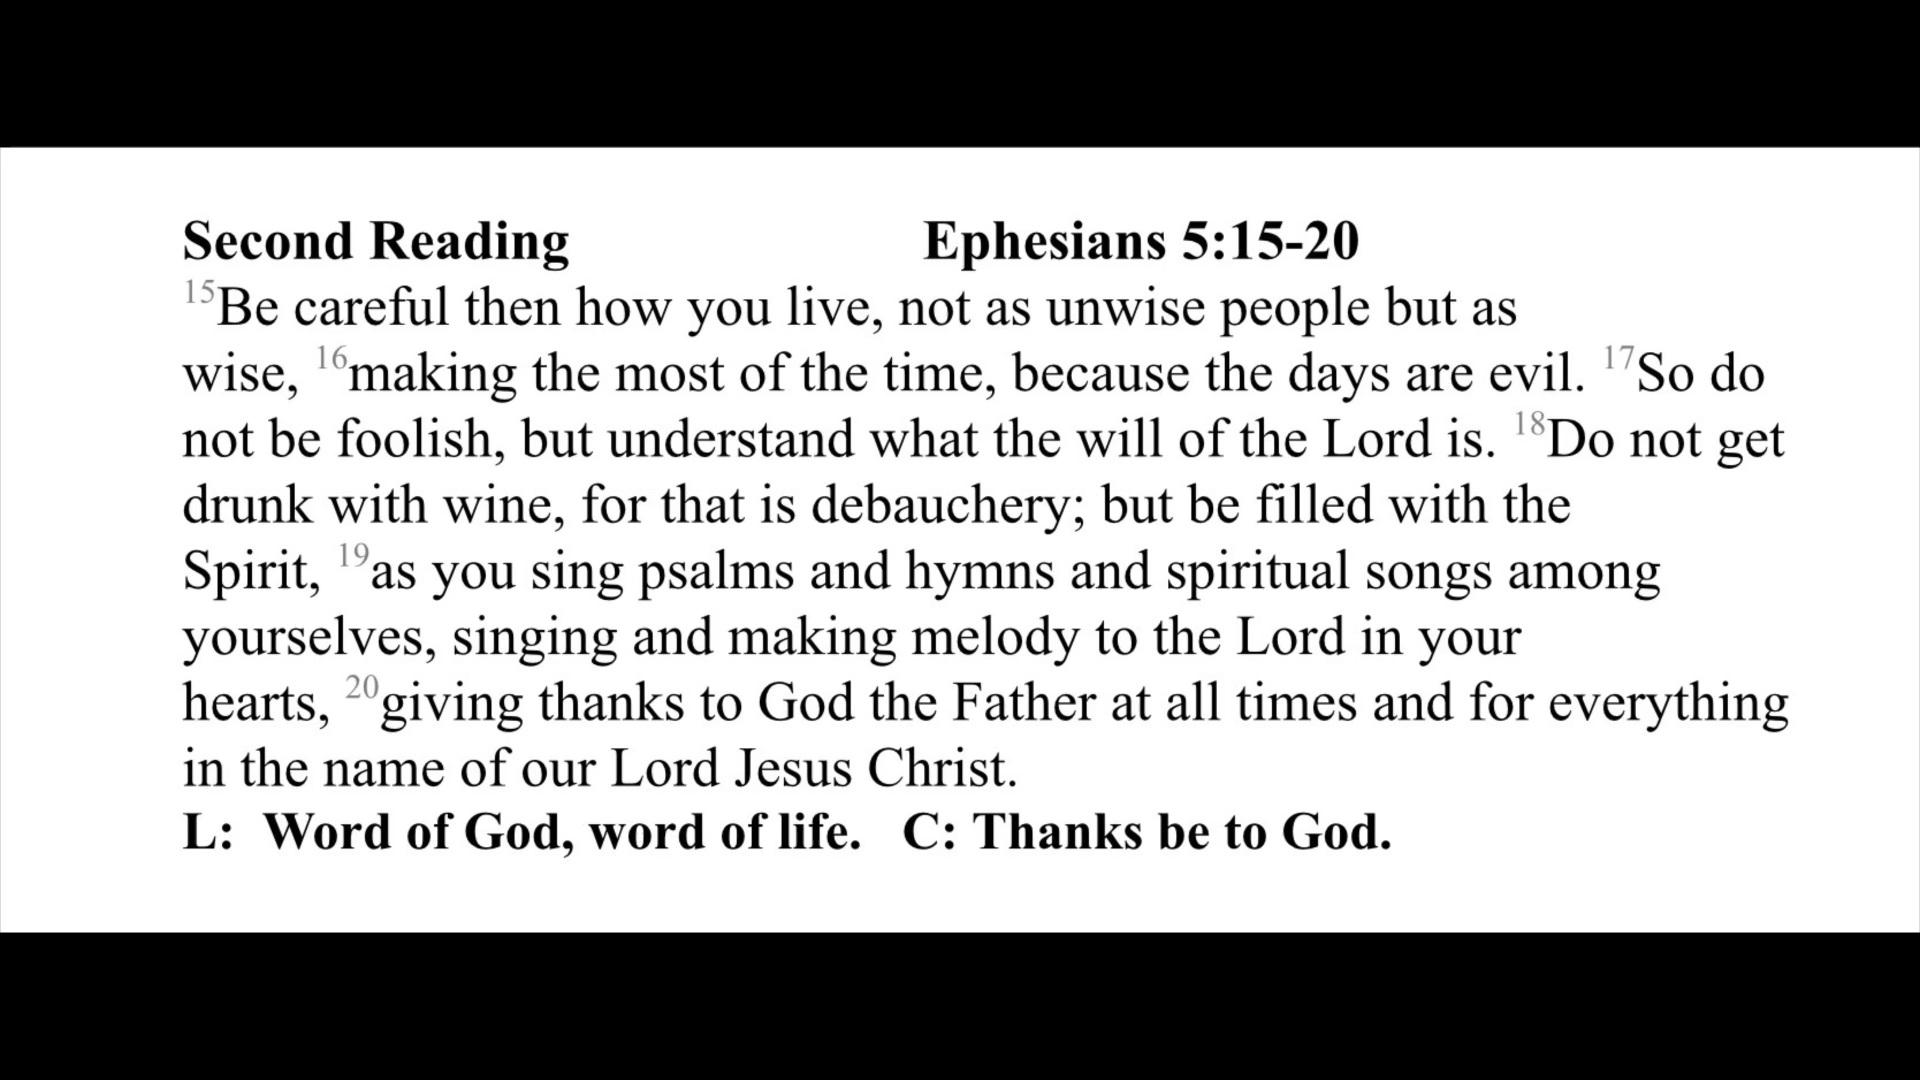 Second Reading Ephesians 5:15-20
15Be careful then how you live, not as unwise people but as
wise, 16making the most of the time, because the days are evil. 17So do
not be foolish, but understand what the will of the Lord is. 18Do not get
drunk with wine, for that is debauchery; but be filled with the
Spirit, 19as you sing psalms and hymns and spiritual songs among
yourselves, singing and making melody to the Lord in your
hearts, 20giving thanks to God the Father at all times and for everything
in the name of our Lord Jesus Christ.
L: Word of God, word of life. C: Thanks be to God.